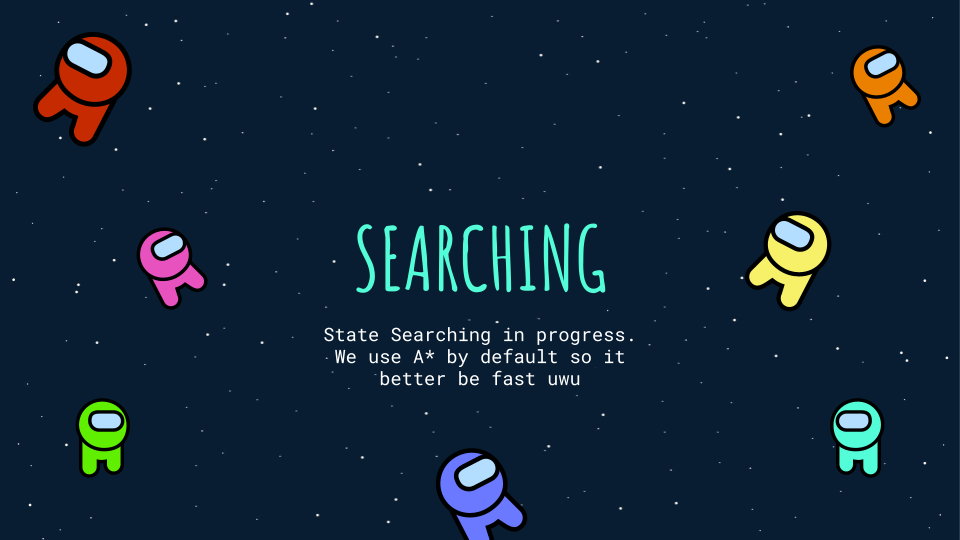 SEARCHING
State Searching in progress.
We use A* by default so it
better be fast uwu